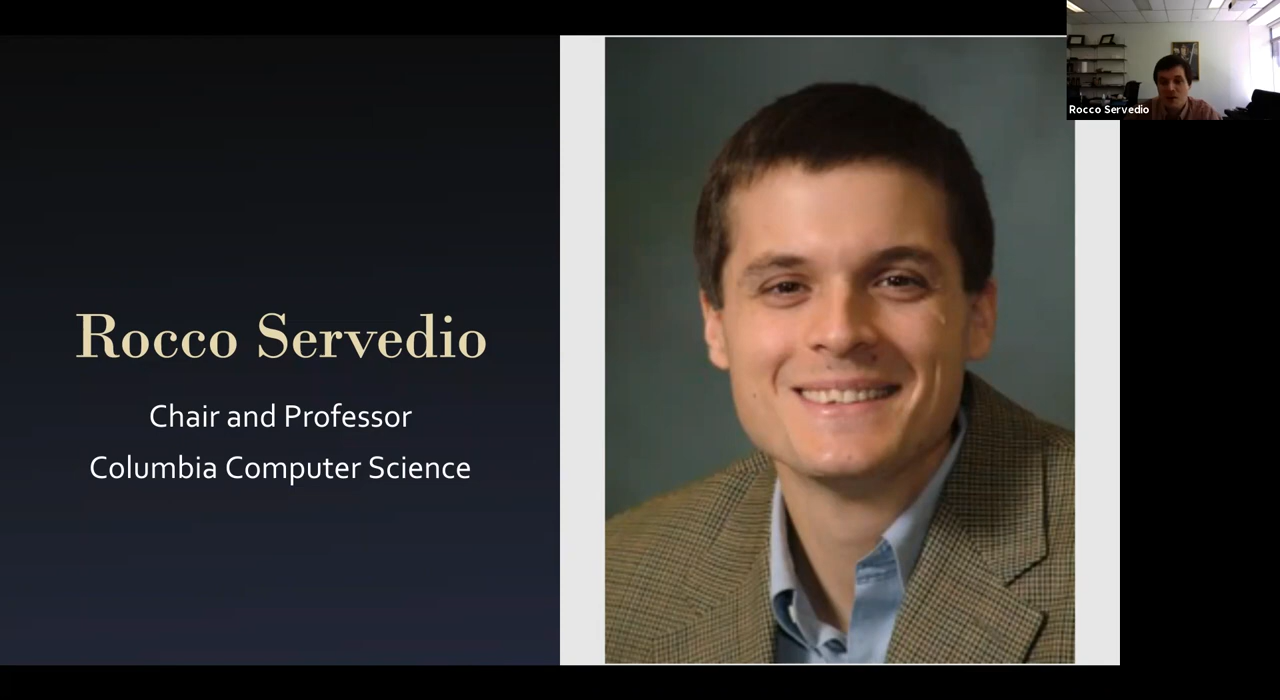 Rocco Servedio
Chair and Professor
Columbia Computer Science
Rocco Servedio